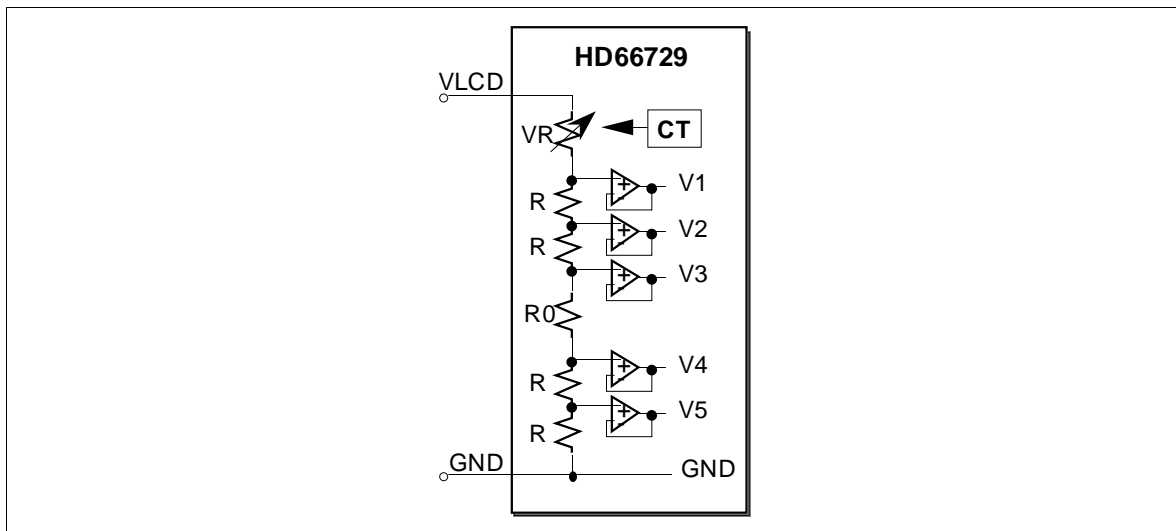 HD66729
VLCD
VR
CT
+
-
V1
R
+
-
V2
R
+
-
V3
R0
+
-
V4
R
+
-
V5
R
GND
GND